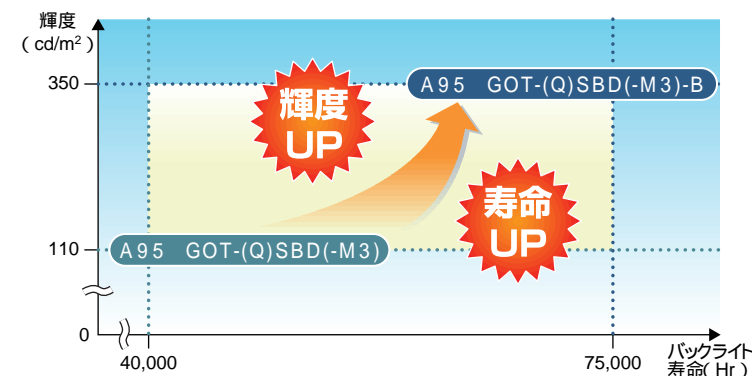 輝度
( cd/m² )
350
A95 GOT-(Q)SBD(-M3)-B
輝度
UP
寿命
UP
110
A95 GOT-(Q)SBD(-M3)
0
40,000
75,000
バックライト
寿命( Hr )